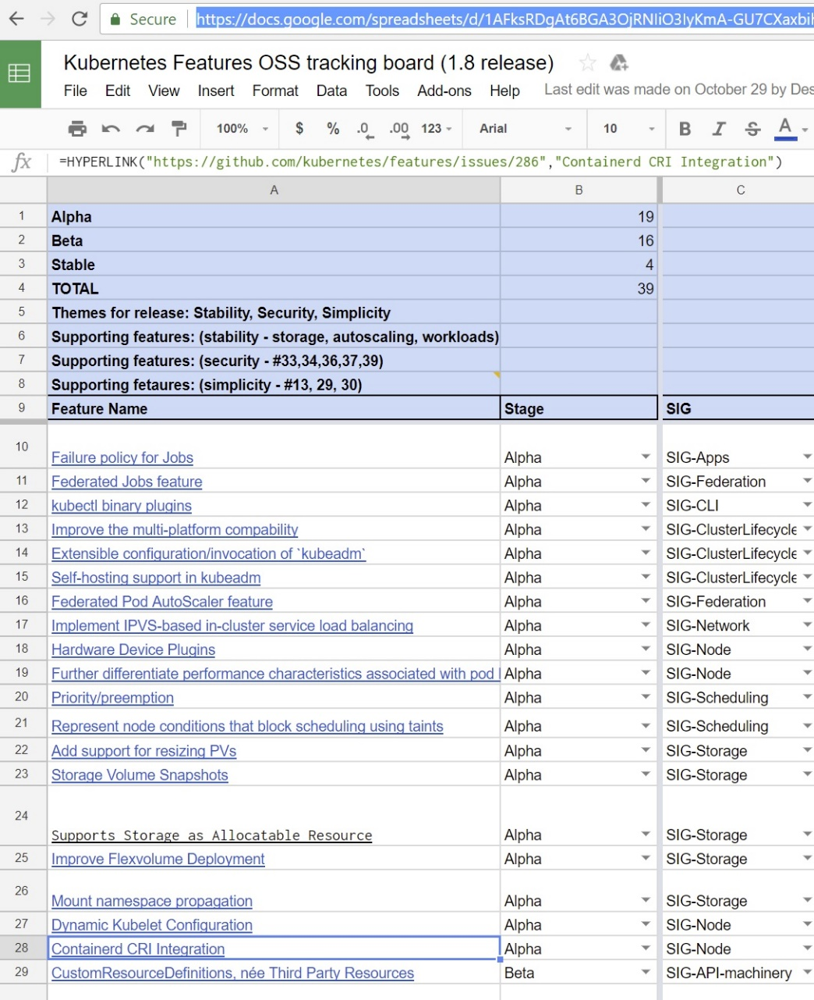 Secure https://docs.google.com/spreadsheets/d/1AFksRDgAt6BGA3OjRNIiO3IyKmA-GU7CXaxbi
Kubernetes Features OSS tracking board (1.8 release)
File Edit View Insert Format Data Tools Add-ons Help Last edit was made on October 29 by Des
100% $ % .0 .00 123 Arial 10 B I S A
fx =HYPERLINK("https://github.com/kubernetes/features/issues/286","Containerd CRI Integration")
A B C
1 Alpha 19
2 Beta 16
3 Stable 4
4 TOTAL 39
5 Themes for release: Stability, Security, Simplicity
6 Supporting features: (stability - storage, autoscaling, workloads)
7 Supporting features: (security - #33,34,36,37,39)
8 Supporting fetaures: (simplicity - #13, 29, 30)
9 Feature Name Stage SIG
10 Failure policy for Jobs Alpha SIG-Apps
11 Federated Jobs feature Alpha SIG-Federation
12 kubectl binary plugins Alpha SIG-CLI
13 Improve the multi-platform compability Alpha SIG-ClusterLifecycle
14 Extensible configuration/invocation of `kubeadm` Alpha SIG-ClusterLifecycle
15 Self-hosting support in kubeadm Alpha SIG-ClusterLifecycle
16 Federated Pod AutoScaler feature Alpha SIG-Federation
17 Implement IPVS-based in-cluster service load balancing Alpha SIG-Network
18 Hardware Device Plugins Alpha SIG-Node
19 Further differentiate performance characteristics associated with pod Alpha SIG-Node
20 Priority/preemption Alpha SIG-Scheduling
21 Represent node conditions that block scheduling using taints Alpha SIG-Scheduling
22 Add support for resizing PVs Alpha SIG-Storage
23 Storage Volume Snapshots Alpha SIG-Storage
24 Supports Storage as Allocatable Resource Alpha SIG-Storage
25 Improve Flexvolume Deployment Alpha SIG-Storage
26 Mount namespace propagation Alpha SIG-Storage
27 Dynamic Kubelet Configuration Alpha SIG-Node
28 Containerd CRI Integration Alpha SIG-Node
29 CustomResourceDefinitions, née Third Party Resources Beta SIG-API-machinery